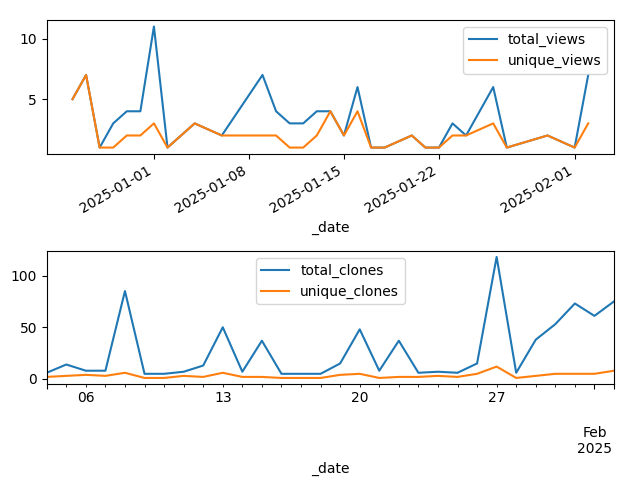 10
5
total_views
unique_views
2025-01-01
2025-01-08
2025-01-15
2025-01-22
2025-02-01
_date
100
50
0
total_clones
unique_clones
06
13
20
27
Feb
2025
_date